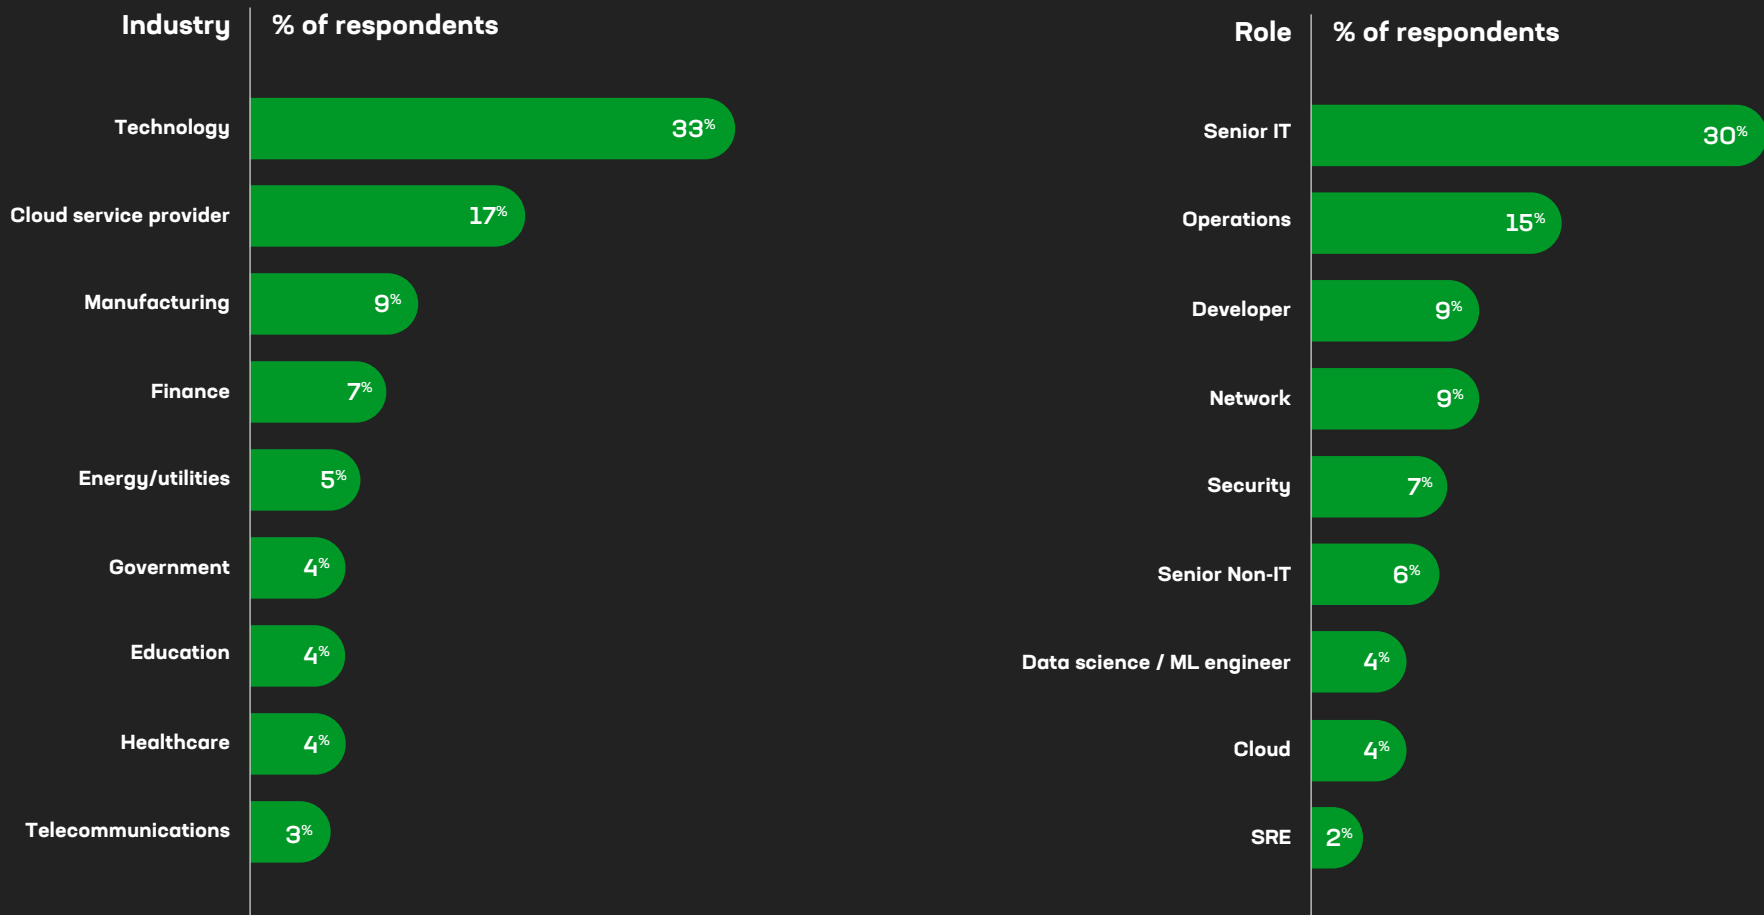 Industry % of respondents
Technology 33%
Cloud service provider 17%
Manufacturing 9%
Finance 7%
Energy/utilities 5%
Government 4%
Education 4%
Healthcare 4%
Telecommunications 3%
Role % of respondents
Senior IT 30%
Operations 15%
Developer 9%
Network 9%
Security 7%
Senior Non-IT 6%
Data science / ML engineer 4%
Cloud 4%
SRE 2%